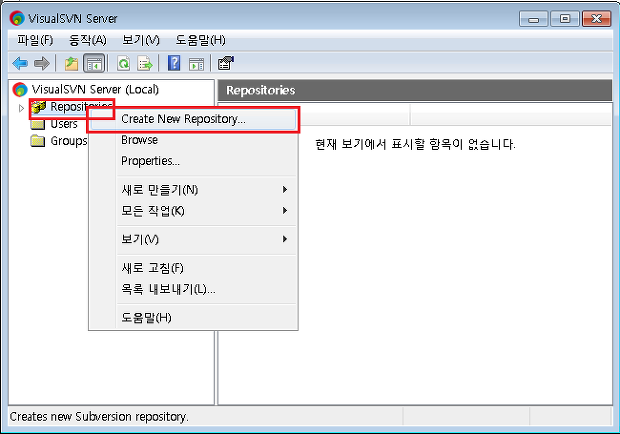 VisualSVN Server
파일(F) 동작(A) 보기(V) 도움말(H)
VisualSVN Server (Local)
Repositories
Users
Groups
Repositories
현재 보기에서 표시할 항목이 없습니다.
Create New Repository...
Browse
Properties...
새로 만들기(N)
모든 작업(K)
보기(V)
새로 고침(F)
목록 내보내기(L)...
도움말(H)
Creates new Subversion repository.